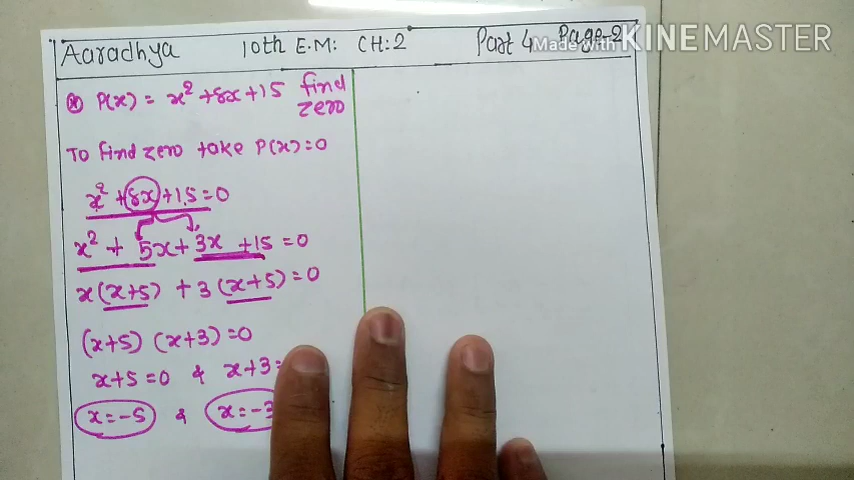 Aaradhya 10th E.M: CH:2 Part 4 Page-2
Made with KINEMASTER
⊛ P(x) = x² + 8x + 15 find
zero
To find zero take P(x) = 0
x² + 8x + 15 = 0
x² + 5x + 3x + 15 = 0
x (x+5) + 3 (x+5) = 0
(x+5) (x+3) = 0
x+5 = 0 & x+3 =
x = -5 & x = -3